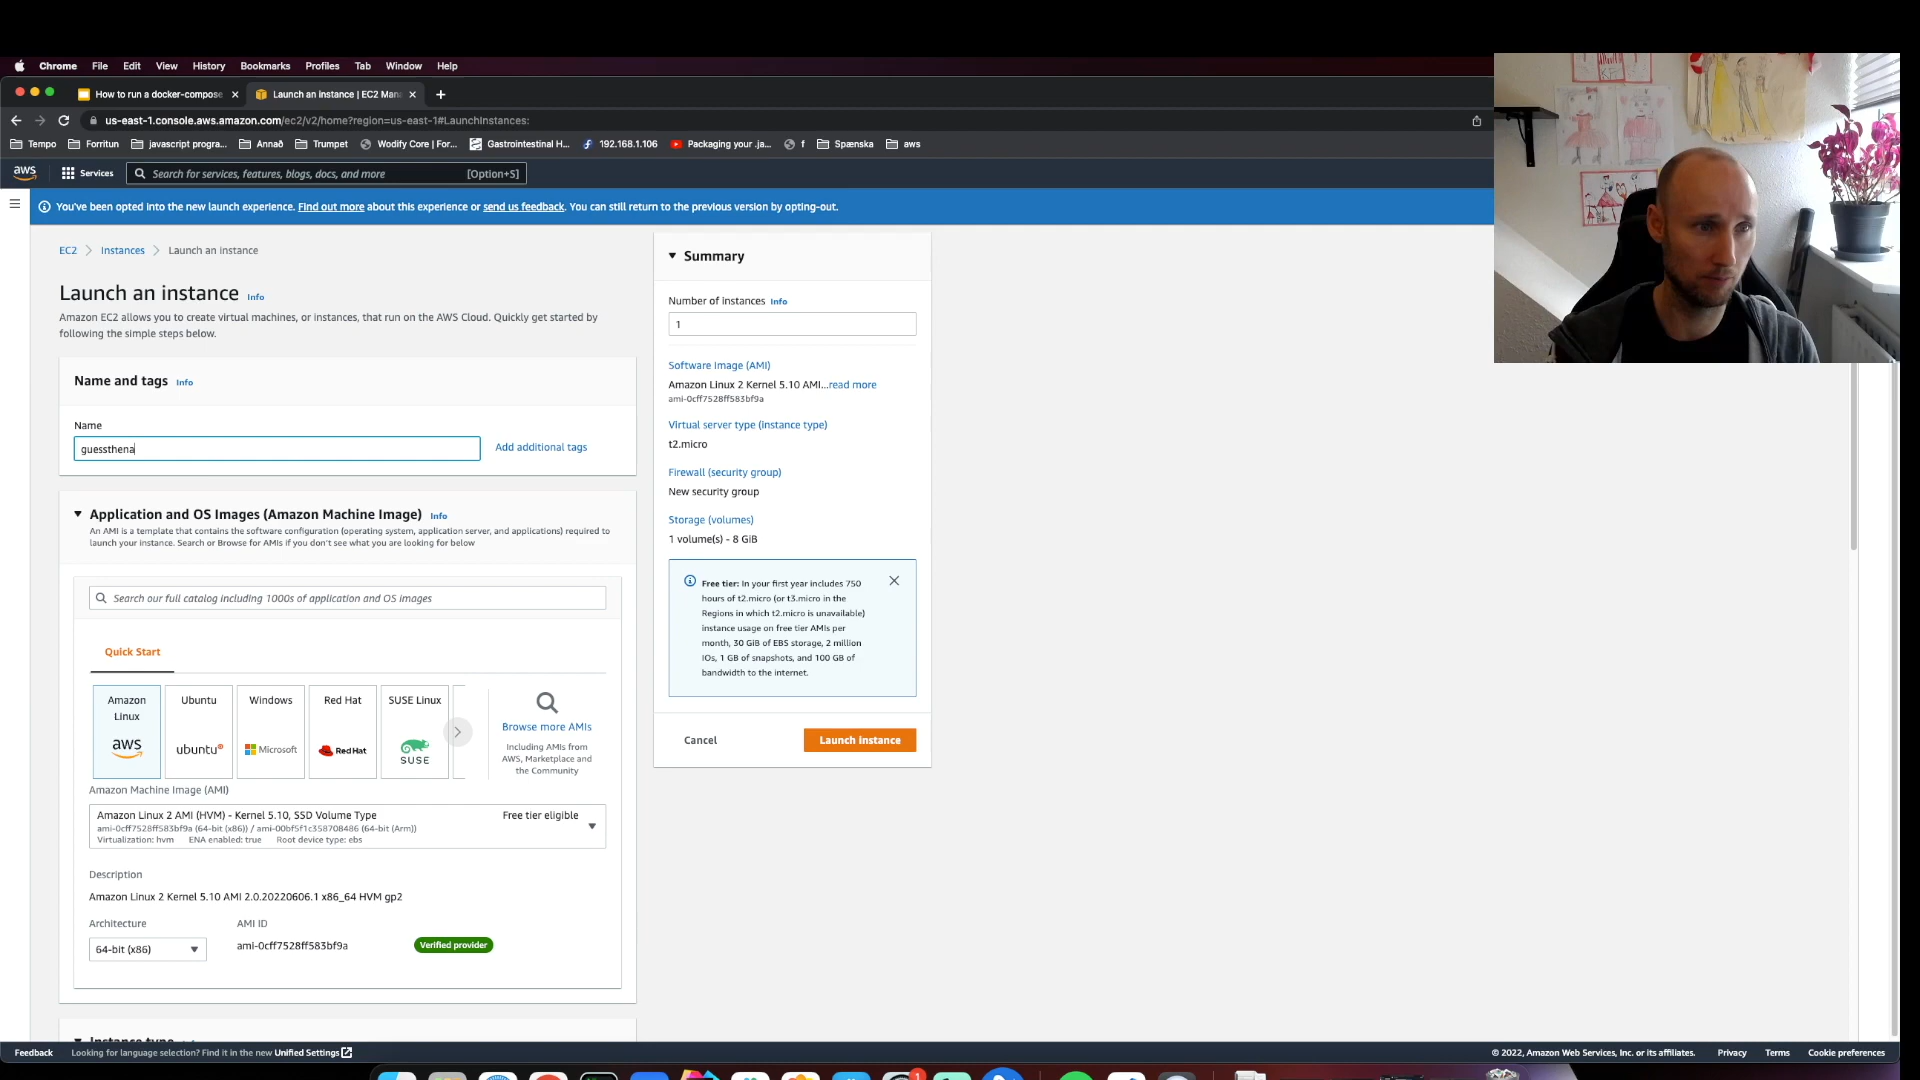 Chrome File Edit View History Bookmarks Profiles Tab Window Help
How to run a docker-compose
Launch an instance | EC2 Man
us-east-1.console.aws.amazon.com/ec2/v2/home?region=us-east-1#LaunchInstances:
Tempo Forritun javascript progra... Annað Trumpet Wodify Core | For... Gastrointestinal H... 192.168.1.106 Packaging your .ja... f Spænska aws
aws Services Search for services, features, blogs, docs, and more [Option+S]
You've been opted into the new launch experience. Find out more about this experience or send us feedback. You can still return to the previous version by opting-out.
EC2 Instances Launch an instance
Launch an instance Info
Amazon EC2 allows you to create virtual machines, or instances, that run on the AWS Cloud. Quickly get started by
following the simple steps below.
Name and tags Info
Name
guessthena
Add additional tags
Application and OS Images (Amazon Machine Image) Info
An AMI is a template that contains the software configuration (operating system, application server, and applications) required to
launch your instance. Search or Browse for AMIs if you don't see what you are looking for below
Search our full catalog including 1000s of application and OS images
Quick Start
Amazon
Linux
aws
Ubuntu
ubuntu
Windows
Microsoft
Red Hat
Red Hat
SUSE Linux
SUSE
Browse more AMIs
Including AMIs from
AWS, Marketplace and
the Community
Amazon Machine Image (AMI)
Amazon Linux 2 AMI (HVM) - Kernel 5.10, SSD Volume Type
Free tier eligible
ami-0cff7528ff583bf9a (64-bit (x86)) / ami-00bf5f1c358708486 (64-bit (Arm))
Virtualization: hvm ENA enabled: true Root device type: ebs
Description
Amazon Linux 2 Kernel 5.10 AMI 2.0.20220606.1 x86_64 HVM gp2
Architecture
AMI ID
64-bit (x86)
ami-0cff7528ff583bf9a
Verified provider
Instance type
Summary
Number of instances Info
1
Software Image (AMI)
Amazon Linux 2 Kernel 5.10 AMI...read more
ami-0cff7528ff583bf9a
Virtual server type (instance type)
t2.micro
Firewall (security group)
New security group
Storage (volumes)
1 volume(s) - 8 GiB
Free tier: In your first year includes 750
hours of t2.micro (or t3.micro in the
Regions in which t2.micro is unavailable)
instance usage on free tier AMIs per
month, 30 GiB of EBS storage, 2 million
IOs, 1 GB of snapshots, and 100 GB of
bandwidth to the internet.
Cancel
Launch instance
Feedback Looking for language selection? Find it in the new Unified Settings
© 2022, Amazon Web Services, Inc. or its affiliates. Privacy Terms Cookie preferences
1